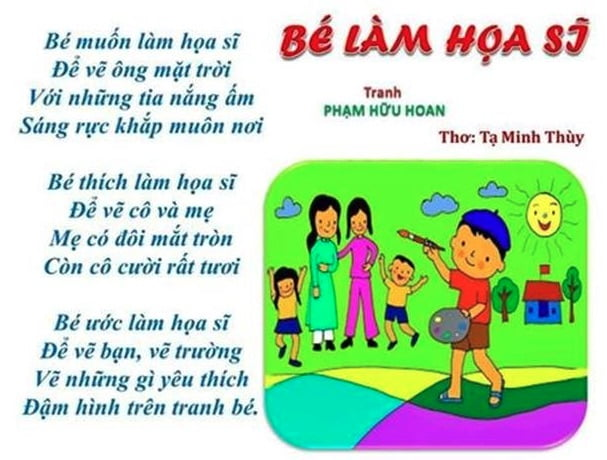 BÉ LÀM HỌA SĨ
Tranh
PHẠM HỮU HOAN
Thơ: Tạ Minh Thùy
Bé muốn làm họa sĩ
Để vẽ ông mặt trời
Với những tia nắng ấm
Sáng rực khắp muôn nơi
Bé thích làm họa sĩ
Để vẽ cô và mẹ
Mẹ có đôi mắt tròn
Còn cô cười rất tươi
Bé ước làm họa sĩ
Để vẽ bạn, vẽ trường
Vẽ những gì yêu thích
Đậm hình trên tranh bé.